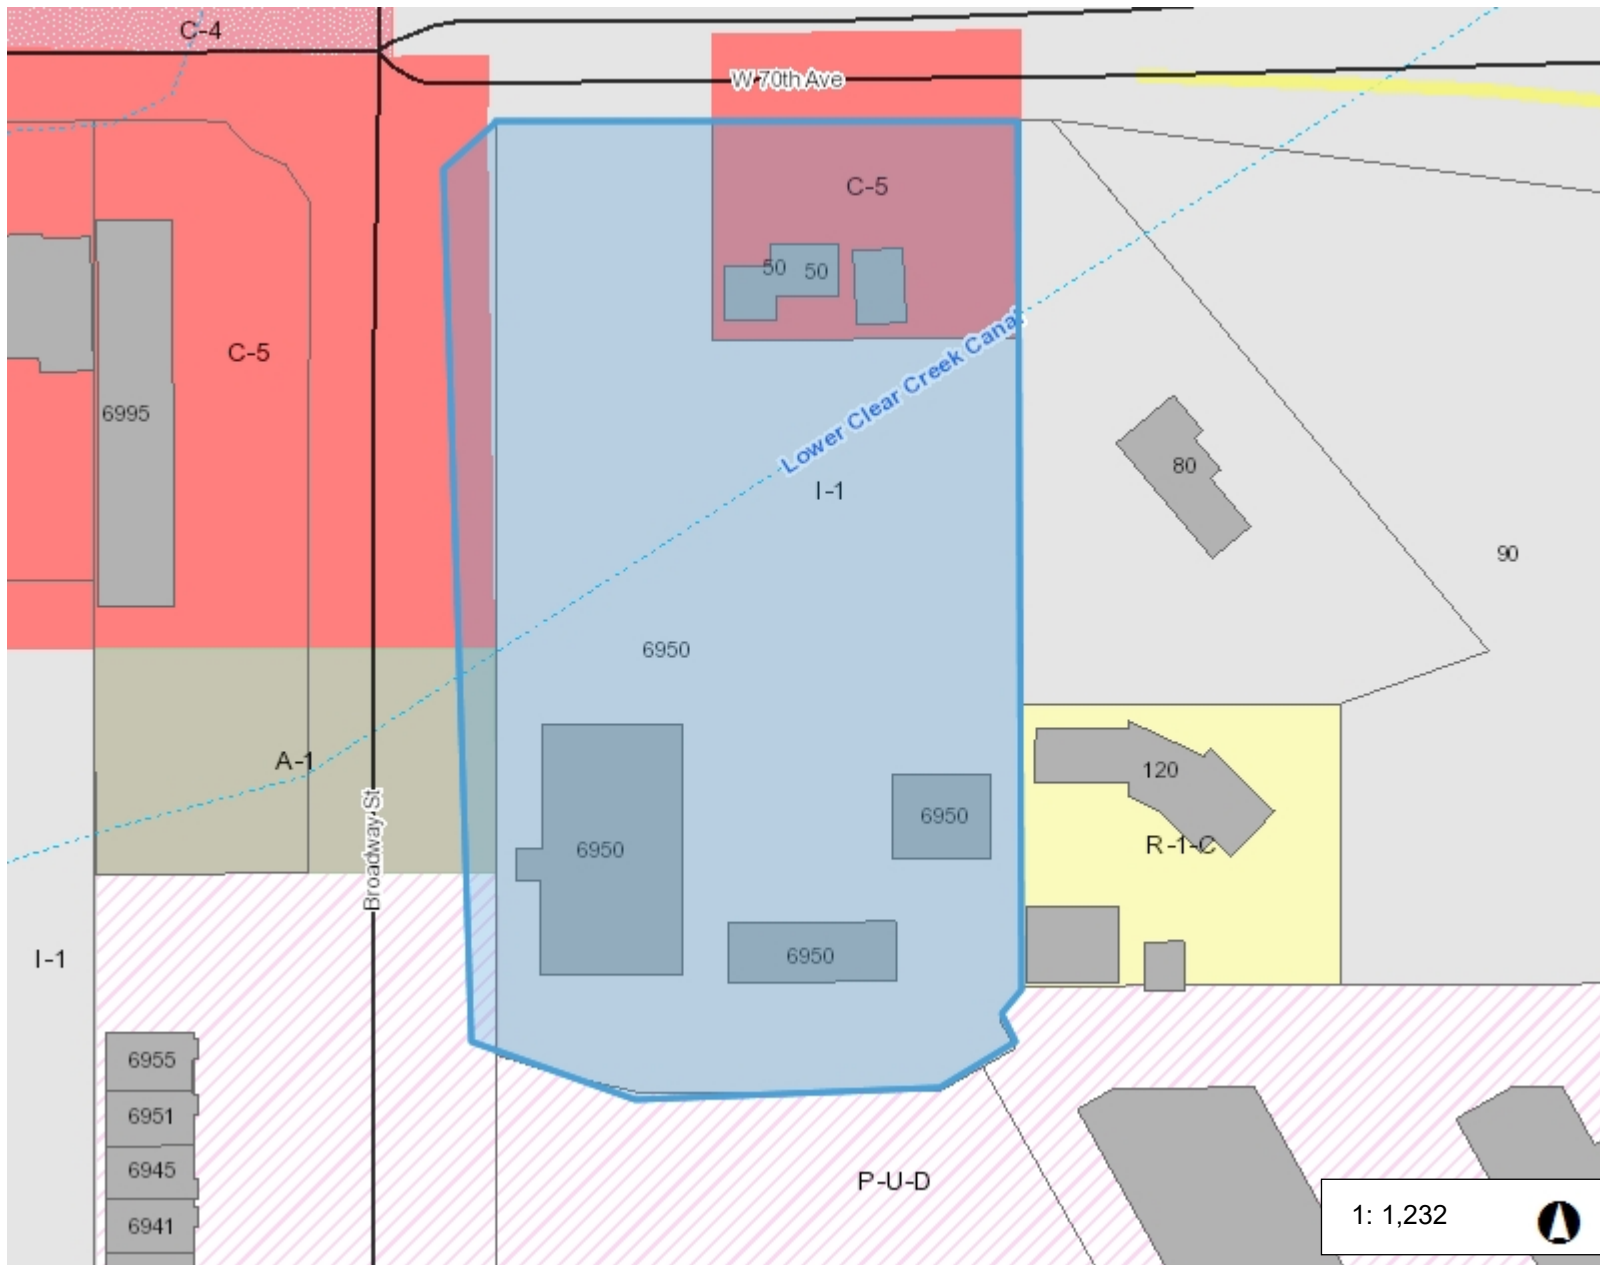 C-4
W 70th Ave
C-5
50 50
Lower Clear Creek Canal
C-5
6995
80
I-1
90
6950
A-1
120
6950
R-1-C
6950
Broadway St
6950
I-1
6955
6951
6945
P-U-D
6941
1: 1,232